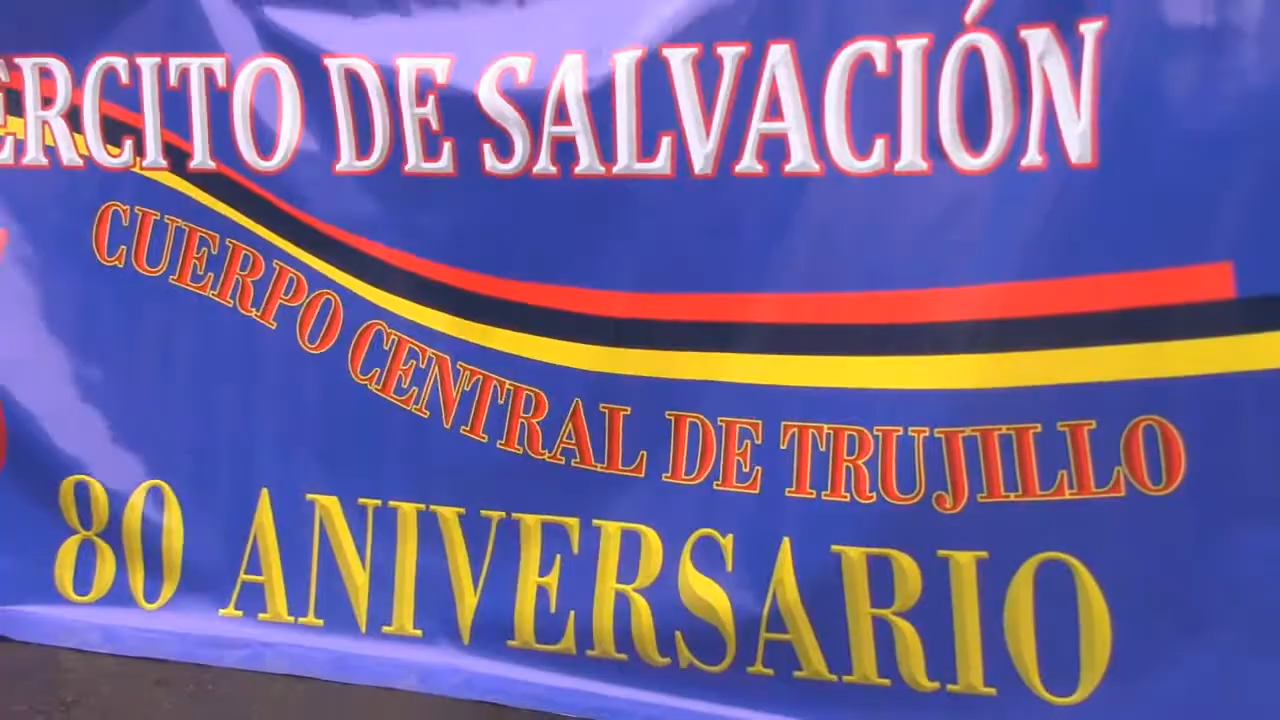 ERCITO DE SALVACIÓN
CUERPO CENTRAL DE TRUJILLO
80 ANIVERSARIO